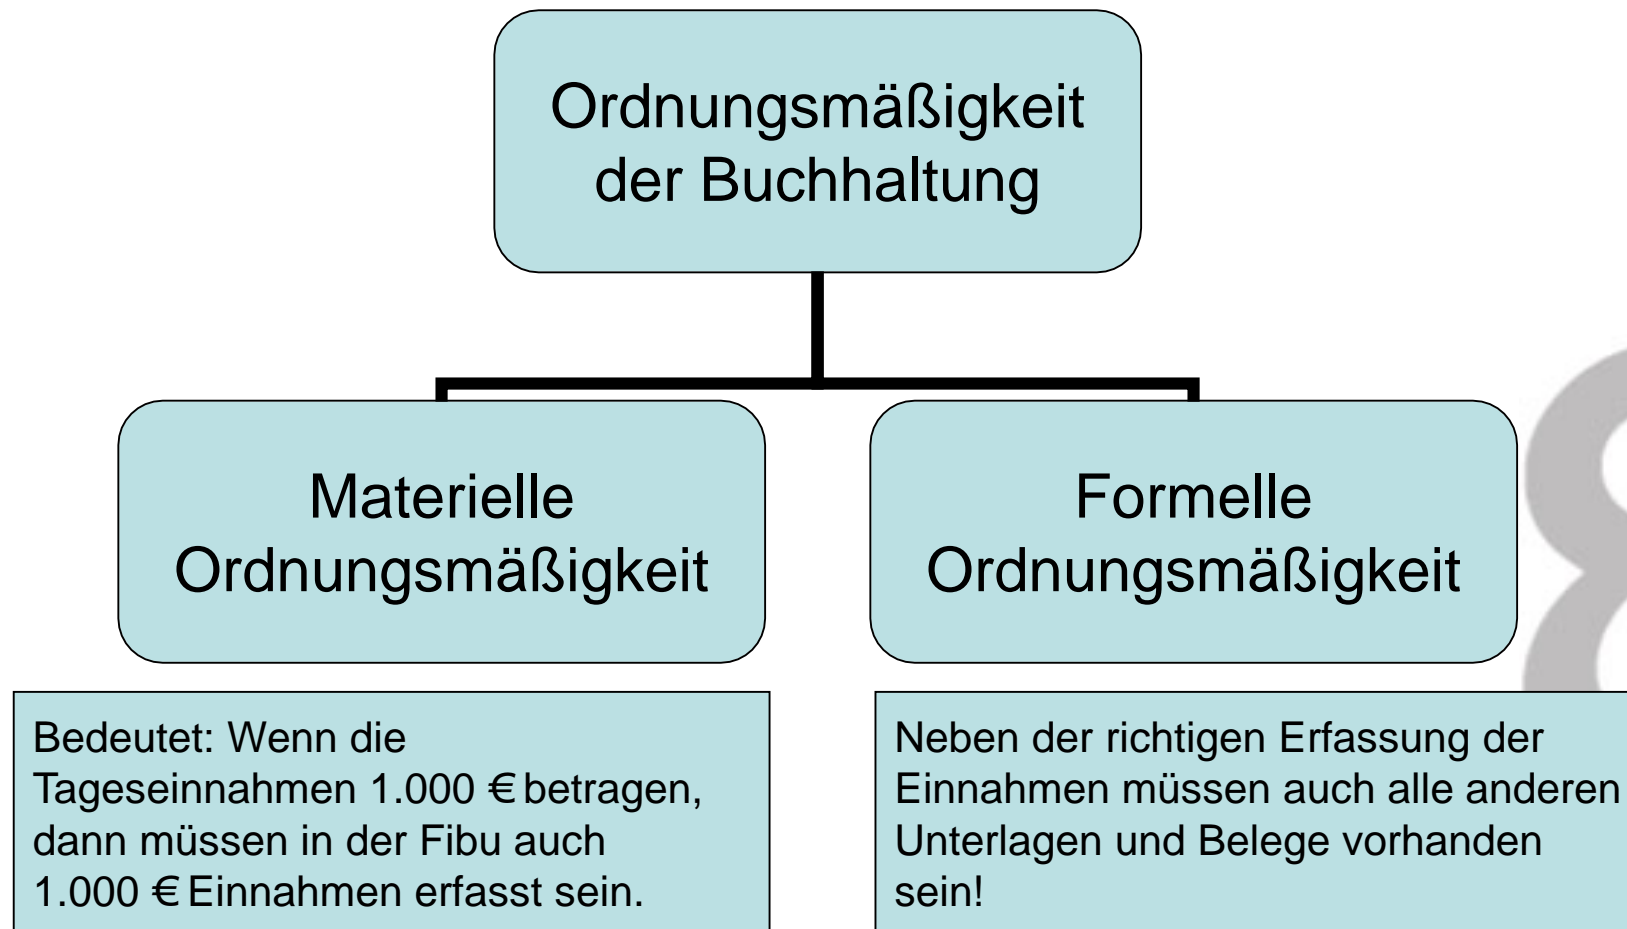 Ordnungsmäßigkeit
der Buchhaltung
Materielle
Ordnungsmäßigkeit
Formelle
Ordnungsmäßigkeit
Bedeutet: Wenn die
Tageseinnahmen 1.000 € betragen,
dann müssen in der Fibu auch
1.000 € Einnahmen erfasst sein.
Neben der richtigen Erfassung der
Einnahmen müssen auch alle anderen
Unterlagen und Belege vorhanden
sein!